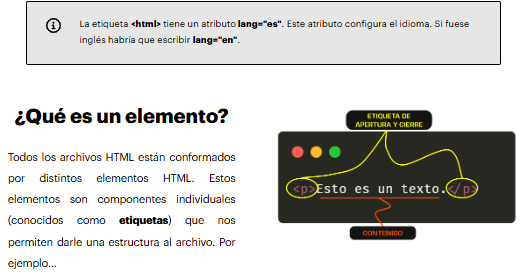 La etiqueta <html> tiene un atributo lang="es". Este atributo configura el idioma. Si fuese
inglés habría que escribir lang="en".
¿Qué es un elemento?
Todos los archivos HTML están conformados
por distintos elementos HTML. Estos
elementos son componentes individuales
(conocidos como etiquetas) que nos
permiten darle una estructura al archivo. Por
ejemplo...
ETIQUETA DE
APERTURA Y CIERRE
<p>Esto es un texto.</p>
CONTENIDO